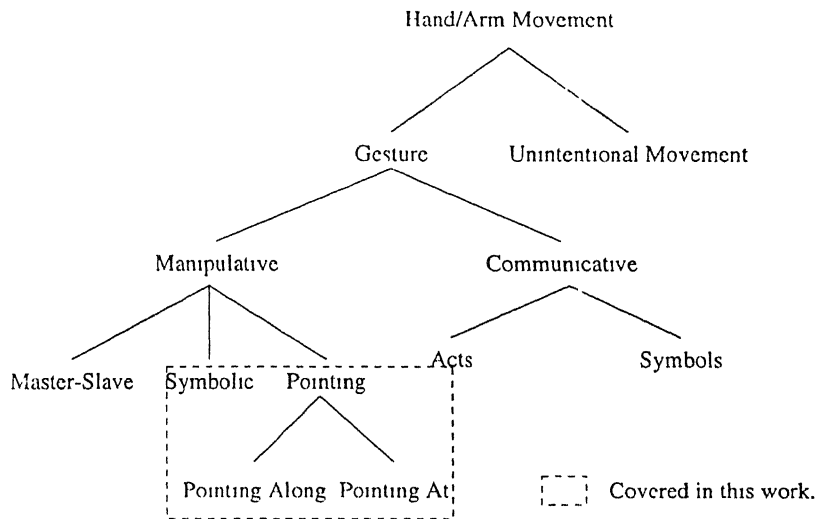 Hand/Arm Movement
Gesture Unintentional Movement
Manipulative Communicative
Acts Symbols
Master-Slave Symbolic Pointing
Pointing Along Pointing At Covered in this work.